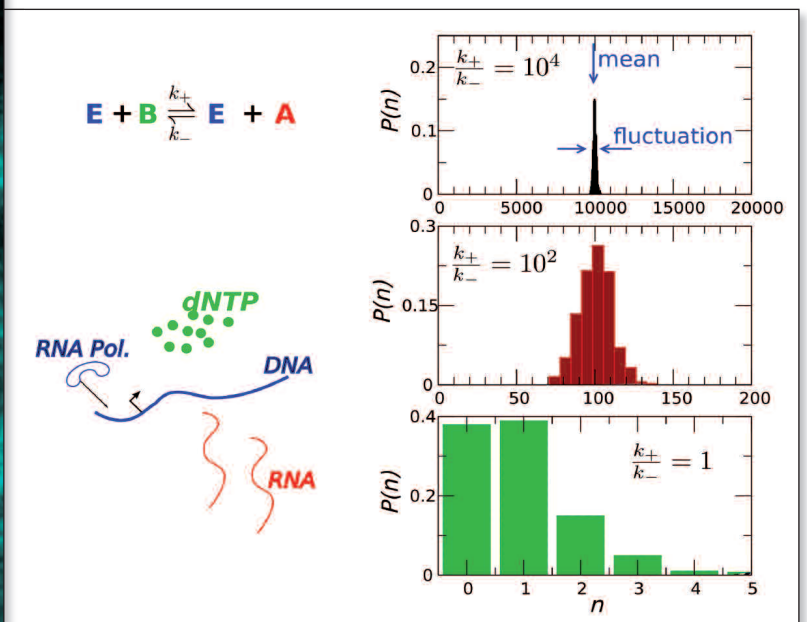 E + B k+ ⇌ k− E + A
dNTP
RNA Pol.
DNA
RNA
k+/k− = 10^4
mean
fluctuation
P(n)
0.2
0.1
0
0 5000 10000 15000 20000
k+/k− = 10^2
P(n)
0.3
0.15
0
0 50 100 150 200
k+/k− = 1
P(n)
0.4
0.2
0
0 1 2 3 4 5
n